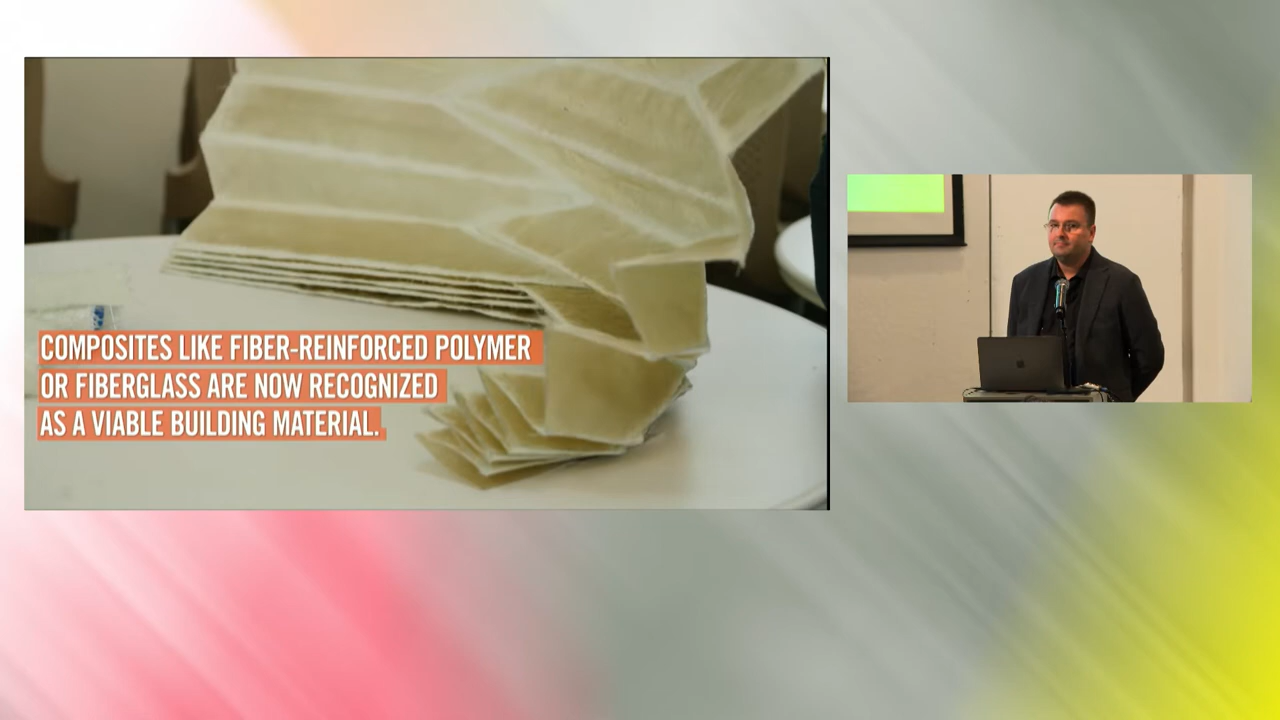 COMPOSITES LIKE FIBER-REINFORCED POLYMER
OR FIBERGLASS ARE NOW RECOGNIZED
AS A VIABLE BUILDING MATERIAL.